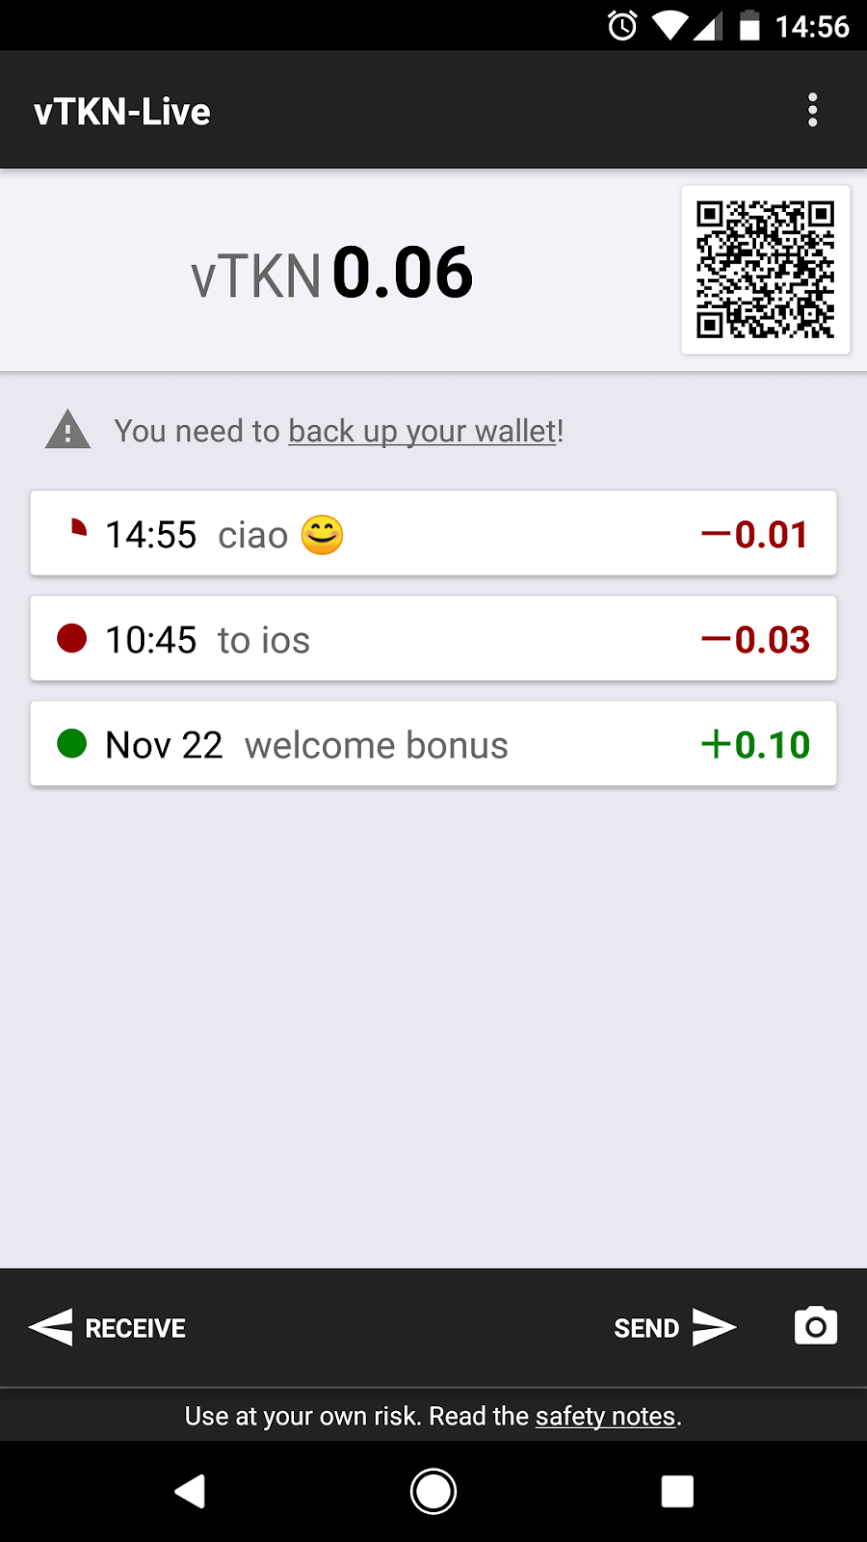 14:56
vTKN-Live
vTKN 0.06
You need to back up your wallet!
14:55 ciao 😊 −0.01
10:45 to ios −0.03
Nov 22 welcome bonus +0.10
RECEIVE SEND
Use at your own risk. Read the safety notes.